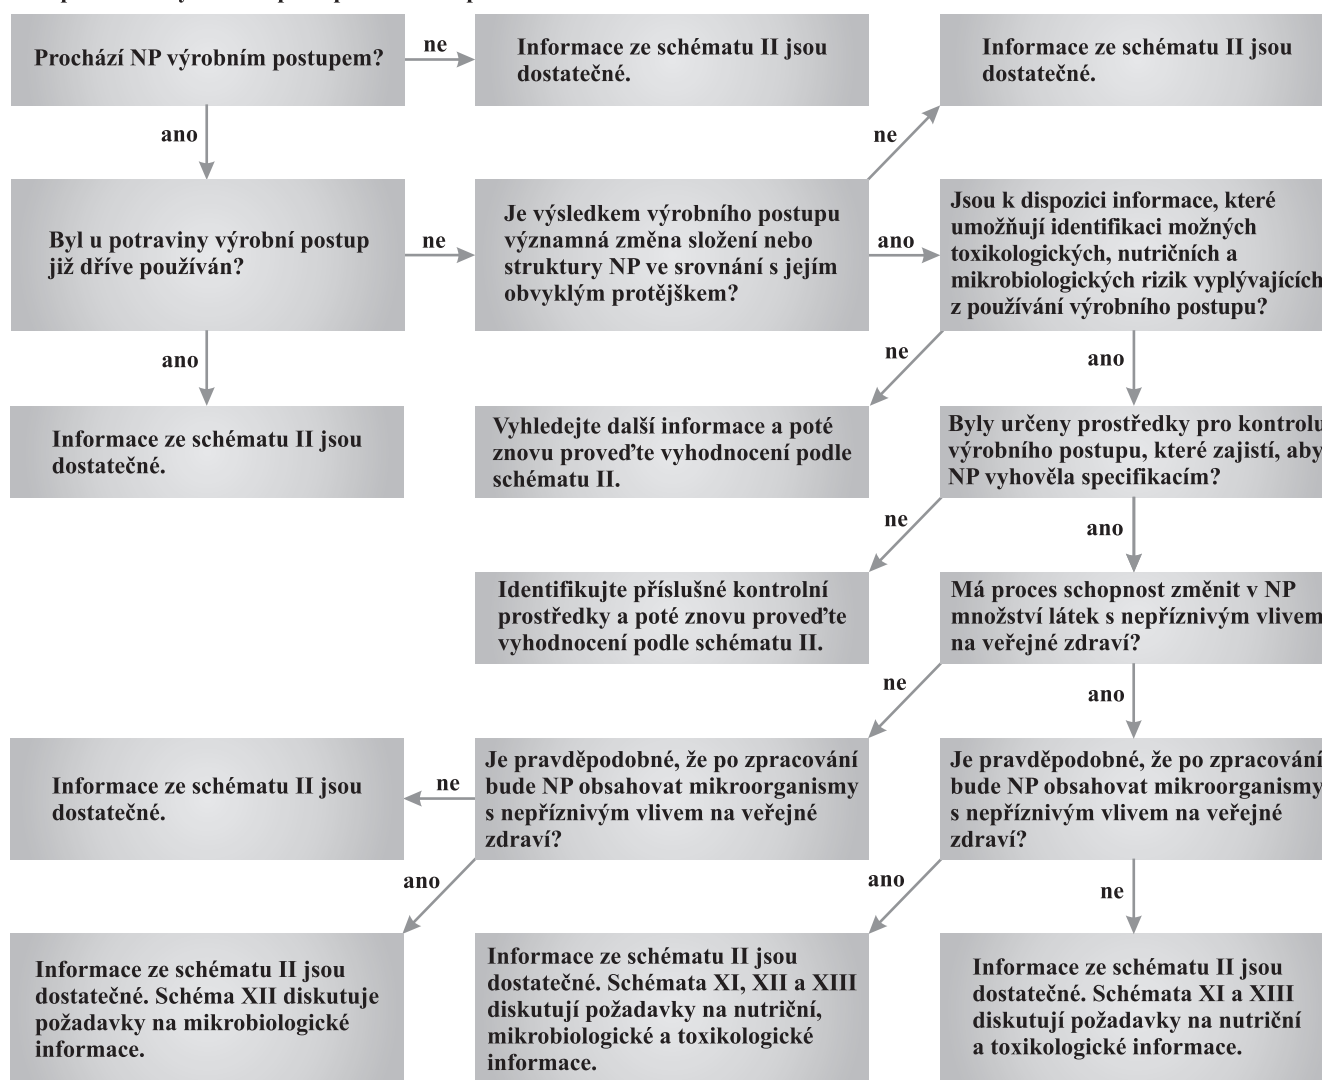 Prochází NP výrobním postupem?
ne
Informace ze schématu II jsou
dostatečné.
Informace ze schématu II jsou
dostatečné.
ano
ne
Byl u potraviny výrobní postup
již dříve používán?
ne
Je výsledkem výrobního postupu
významná změna složení nebo
struktury NP ve srovnání s jejím
obvyklým protějškem?
ano
Jsou k dispozici informace, které
umožňují identifikaci možných
toxikologických, nutričních a
mikrobiologických rizik vyplývajících
z používání výrobního postupu?
ano
ne
ano
Informace ze schématu II jsou
dostatečné.
Vyhledejte další informace a poté
znovu proveďte vyhodnocení podle
schématu II.
Byly určeny prostředky pro kontrolu
výrobního postupu, které zajistí, aby
NP vyhověla specifikacím?
ne
ano
Identifikujte příslušné kontrolní
prostředky a poté znovu proveďte
vyhodnocení podle schématu II.
Má proces schopnost změnit v NP
množství látek s nepříznivým vlivem
na veřejné zdraví?
ne
ano
Informace ze schématu II jsou
dostatečné.
ne
Je pravděpodobné, že po zpracování
bude NP obsahovat mikroorganismy
s nepříznivým vlivem na veřejné
zdraví?
Je pravděpodobné, že po zpracování
bude NP obsahovat mikroorganismy
s nepříznivým vlivem na veřejné
zdraví?
ano
ano
ne
Informace ze schématu II jsou
dostatečné. Schéma XII diskutuje
požadavky na mikrobiologické
informace.
Informace ze schématu II jsou
dostatečné. Schémata XI, XII a XIII
diskutují požadavky na nutriční,
mikrobiologické a toxikologické
informace.
Informace ze schématu II jsou
dostatečné. Schémata XI a XIII
diskutují požadavky na nutriční
a toxikologické informace.